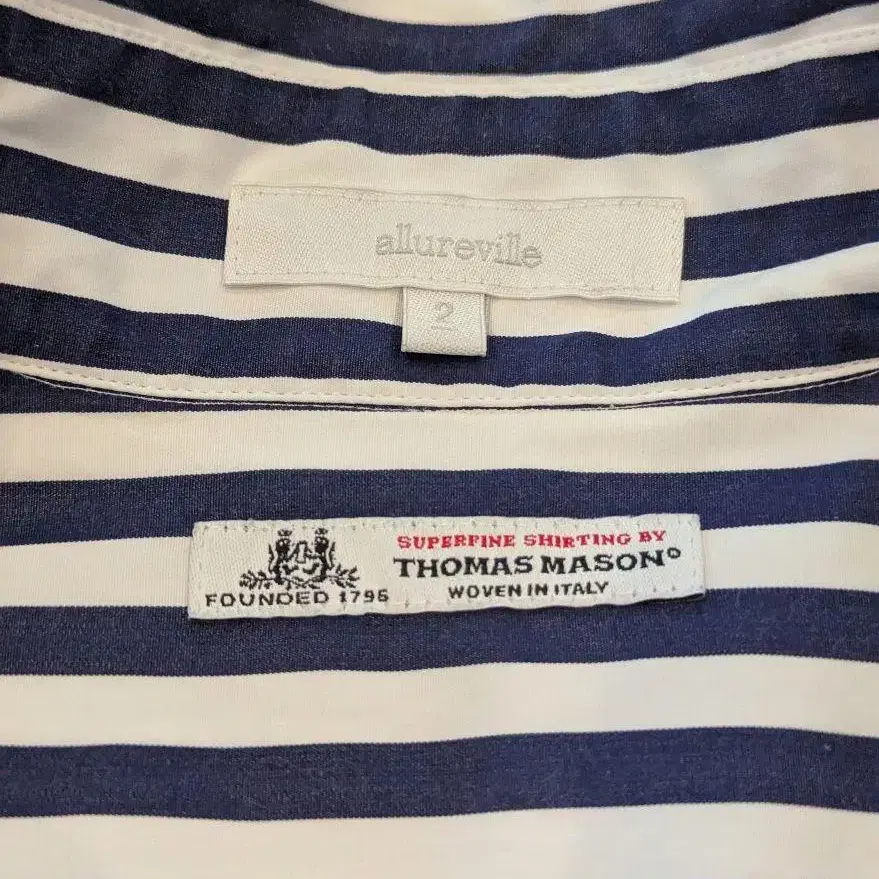 allureville
2
SUPERFINE SHIRTING BY
THOMAS MASON®
WOVEN IN ITALY
FOUNDED 1796